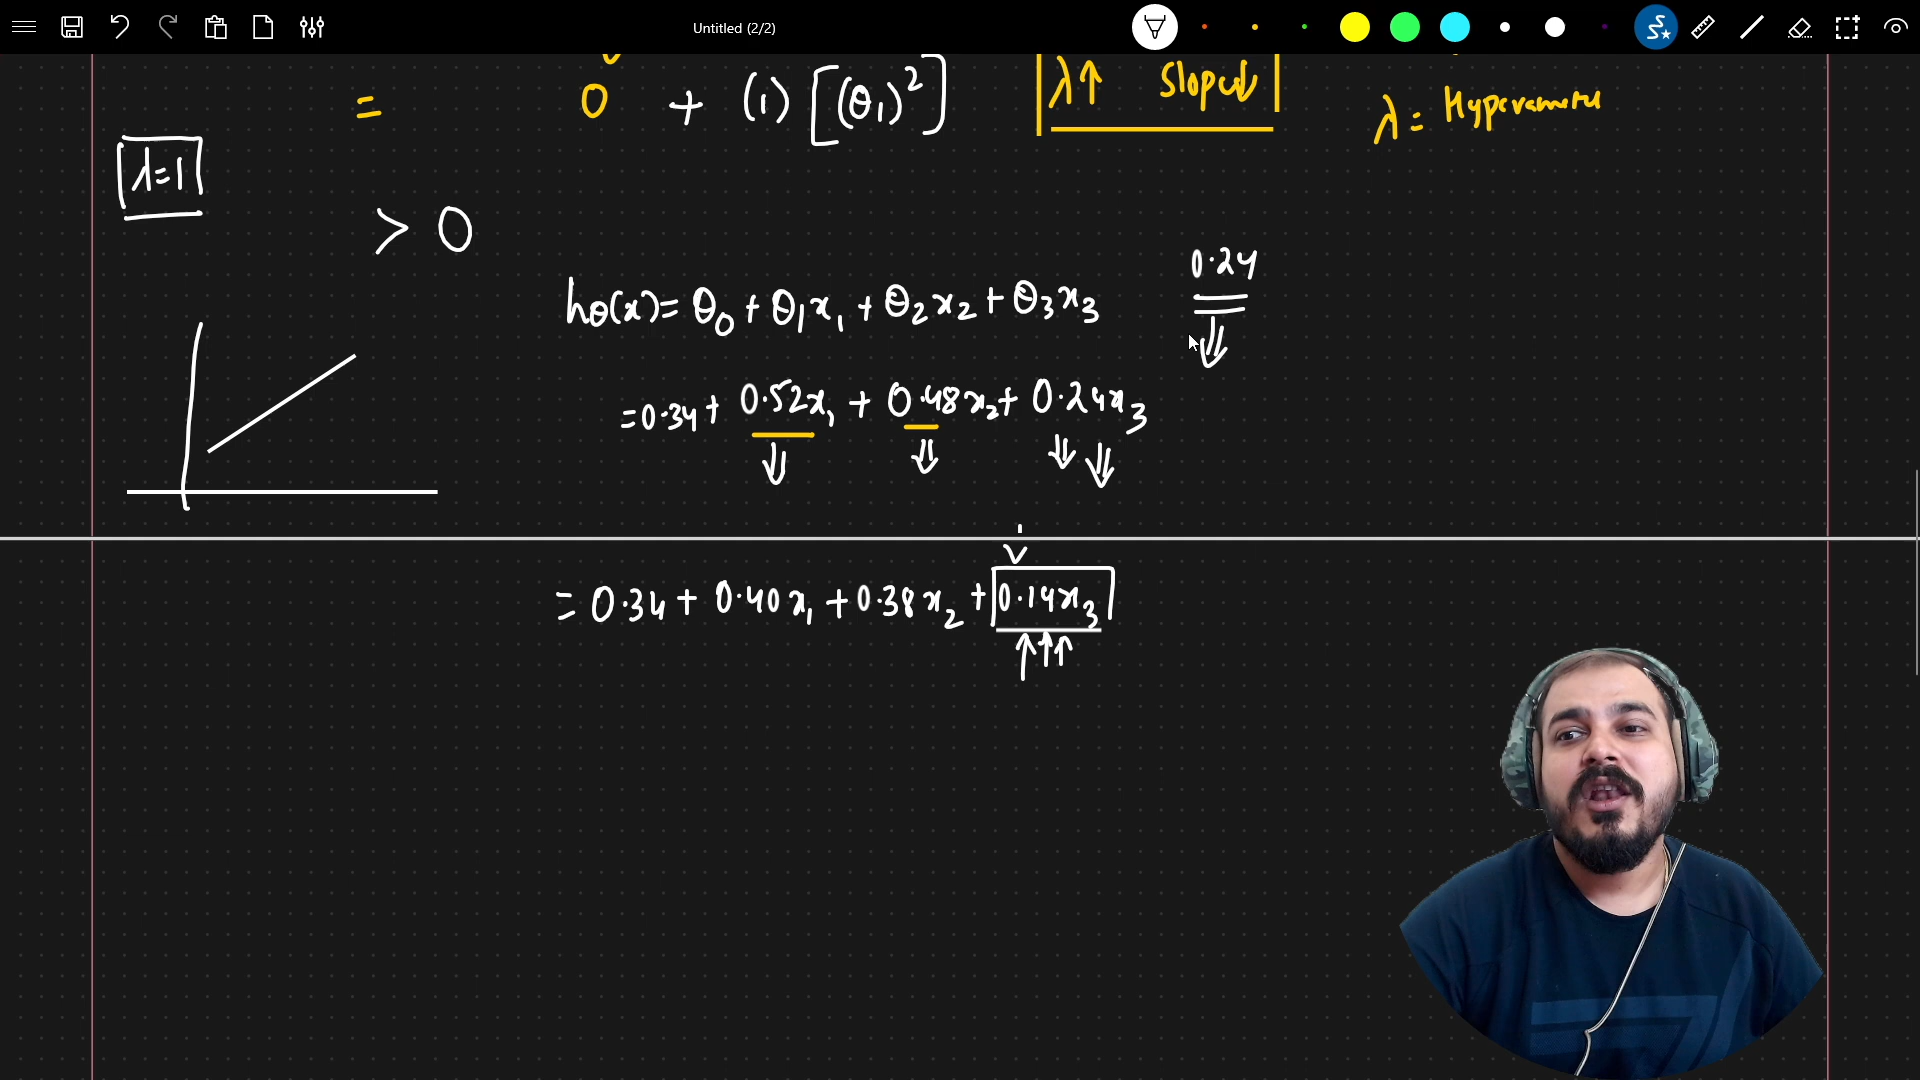 Untitled (2/2)
= 0 + (1) [(θ1)²]
λ↑ Slope↓
λ = Hyperameter
λ=1
> 0
hθ(x) = θ0 + θ1x1 + θ2x2 + θ3x3
0.24
= 0.34 + 0.52x1 + 0.48x2 + 0.24x3
= 0.34 + 0.40x1 + 0.38x2 + 0.14x3